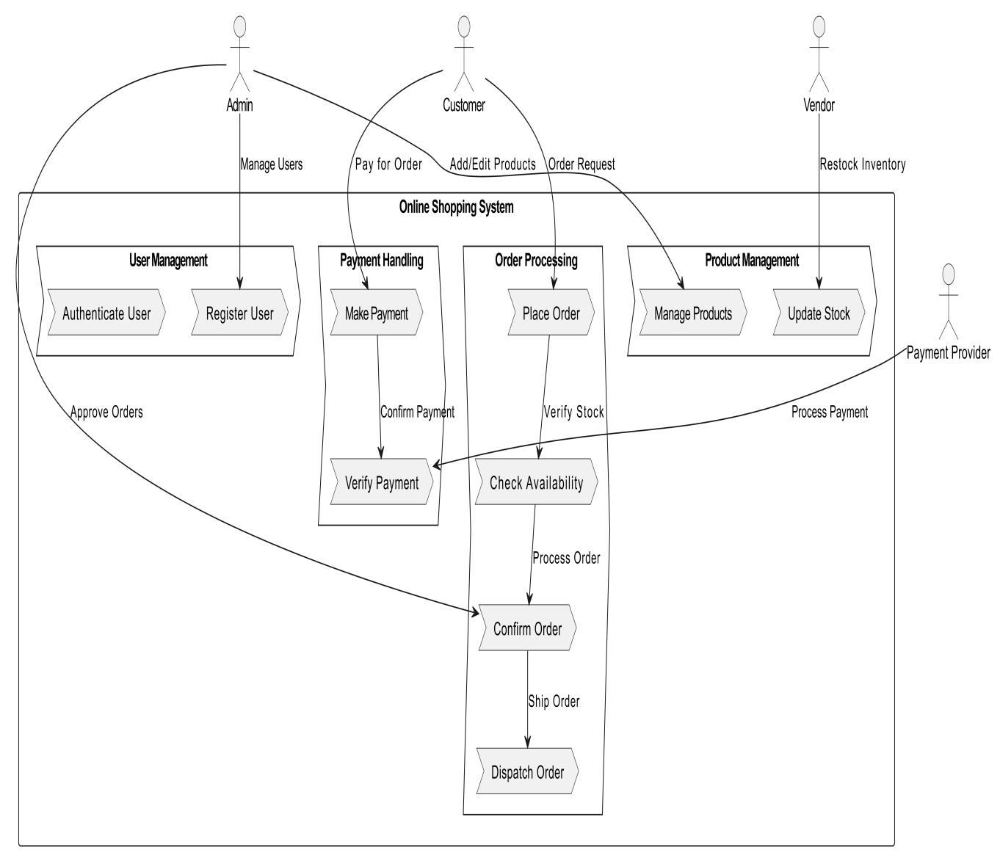 Admin
Customer
Vendor
Manage Users
Pay for Order
Add/Edit Products
Order Request
Restock Inventory
Online Shopping System
User Management
Payment Handling
Order Processing
Product Management
Authenticate User
Register User
Make Payment
Place Order
Manage Products
Update Stock
Payment Provider
Approve Orders
Confirm Payment
Verify Stock
Process Payment
Verify Payment
Check Availability
Process Order
Confirm Order
Ship Order
Dispatch Order